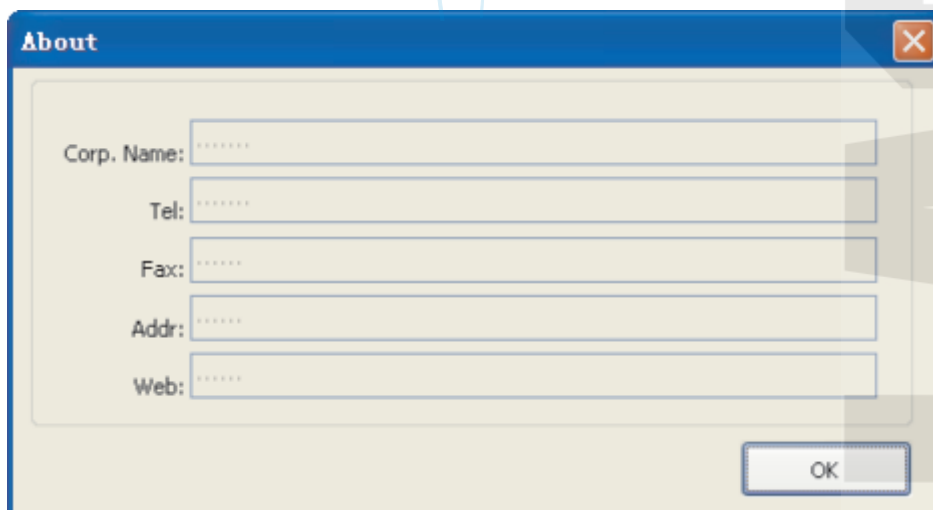 About
Corp. Name: .......
Tel: .......
Fax: ......
Addr: ......
Web: ......
OK